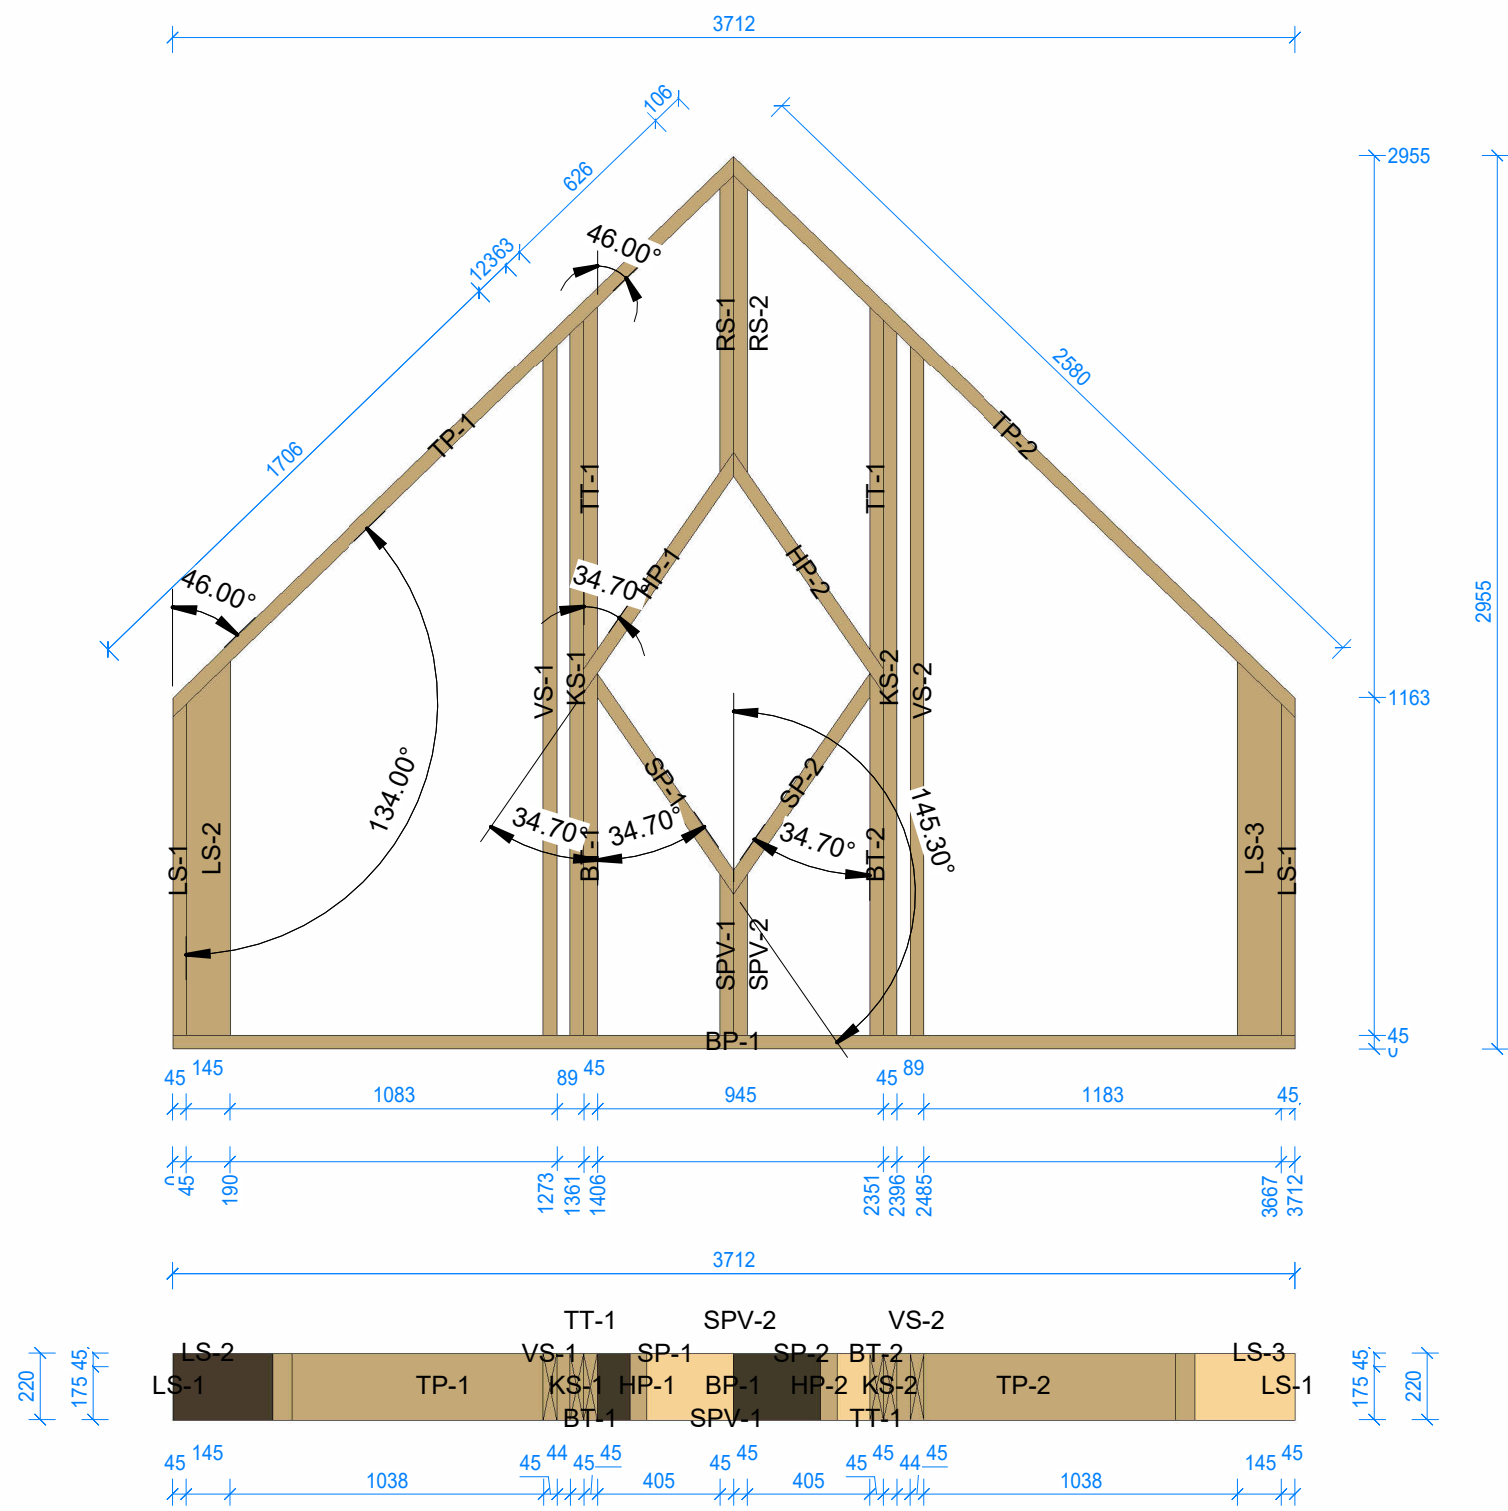 3712
106
626
12363
1706
2580
2955
1163
45
0
2955
46.00°
46.00°
134.00°
34.70°
34.70°
34.70°
34.70°
145.30°
RS-1
RS-2
TP-1
TP-2
TT-1
TT-1
HP-1
HP-2
VS-1
KS-1
KS-2
VS-2
SP-1
SP-2
LS-1
LS-2
BT-1
BT-2
LS-3
LS-1
SPV-1
SPV-2
BP-1
45 145 1083 89 45 945 45 89 1183 45
0 45 190 1273 1361 1406 2351 2396 2485 3667 3712
3712
TT-1 SPV-2 VS-2
LS-2 VS-1 SP-1 SP-2 BT-2 LS-3
LS-1 TP-1 KS-1 HP-1 BP-1 HP-2 KS-2 TP-2 LS-1
BT-1 SPV-1 TT-1
220 175 45
175 45 220
45 145 1038 45 44 45 45 405 45 45 405 45 45 44 45 1038 145 45